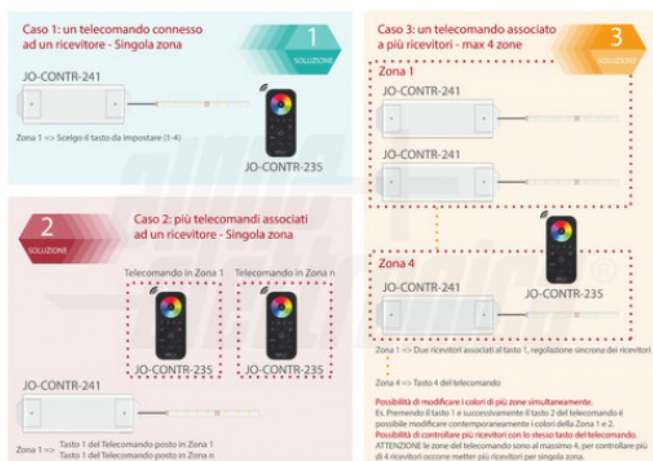 Caso 1: un telecomando connesso
ad un ricevitore - Singola zona
1
SOLUZIONE
JO-CONTR-241
Zona 1 => Scelgo il tasto da impostare (1-4)
JO-CONTR-235
2
SOLUZIONE
Caso 2: più telecomandi associati
ad un ricevitore - Singola zona
Telecomando in Zona 1
Telecomando in Zona n
JO-CONTR-235
JO-CONTR-235
JO-CONTR-241
Zona 1 =>
Tasto 1 del Telecomando posto in Zona 1
Tasto 1 del Telecomando posto in Zona n
Caso 3: un telecomando associato
a più ricevitori - max 4 zone
3
SOLUZIONE
Zona 1
JO-CONTR-241
JO-CONTR-241
Zona 4
JO-CONTR-241
JO-CONTR-235
Zona 1 => Due ricevitori associati al tasto 1, regolazione sincrona dei ricevitori
Zona 4 => Tasto 4 del telecomando
Possibilità di modificare i colori di più zone simultaneamente.
Es. Premendo il tasto 1 e successivamente il tasto 2 del telecomando é
possibile modificare contemporaneamente i colori della Zona 1 e 2.
Possibilità di controllare più ricevitori con lo stesso tasto del telecomando.
ATTENZIONE le zone del telecomando sono al massimo 4, per controllare più
di 4 ricevitori occorre metter più ricevitori per singola zona.